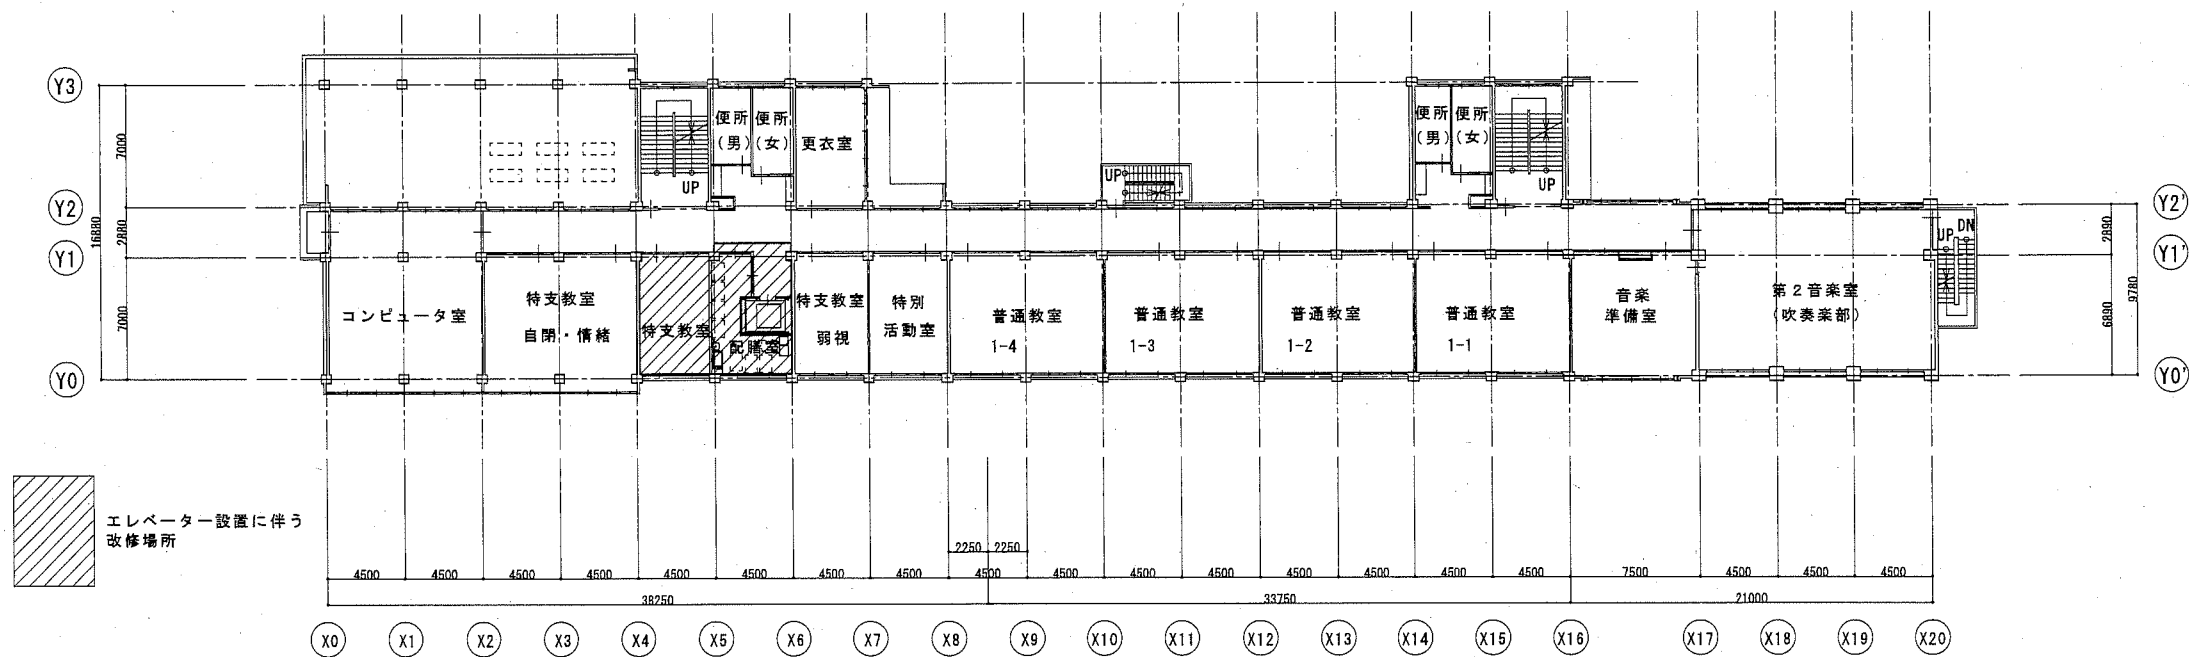 Y3
Y2
Y1
Y0
16880
7000
2880
7000
便所
(男)
便所
(女)
更衣室
UP
UP
便所
(男)
便所
(女)
UP
Y2'
Y1'
Y0'
2890
6890
9780
UP
DN
コンピュータ室
特支教室
自閉・情緒
特支教室
配膳室
特支教室
弱視
特別
活動室
普通教室
1-4
普通教室
1-3
普通教室
1-2
普通教室
1-1
音楽
準備室
第2音楽室
(吹奏楽部)
エレベーター設置に伴う
改修場所
2250 2250
4500 4500 4500 4500 4500 4500 4500 4500 4500 4500 4500 4500 4500 4500 4500 4500 7500 4500 4500 4500
38250 33750 21000
X0 X1 X2 X3 X4 X5 X6 X7 X8 X9 X10 X11 X12 X13 X14 X15 X16 X17 X18 X19 X20